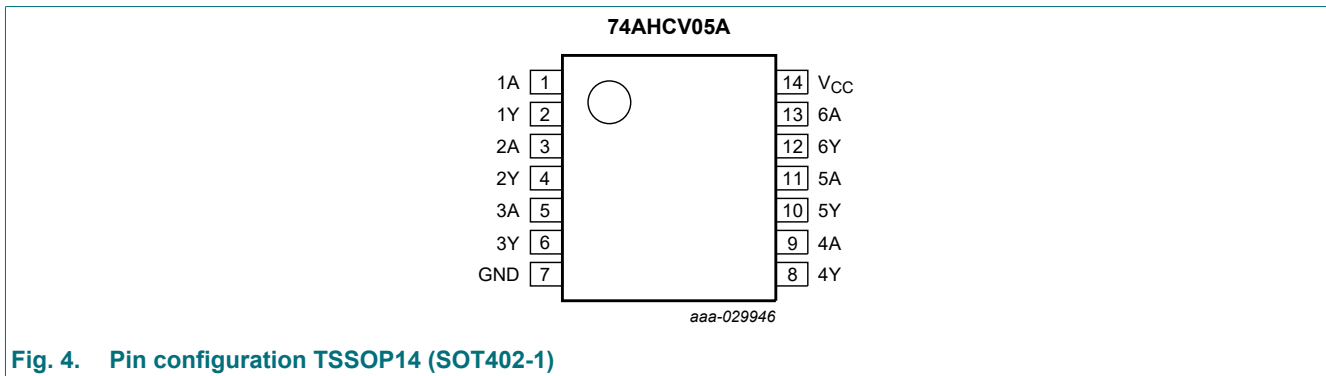 74AHCV05A
1A 1 14 VCC
1Y 2 13 6A
2A 3 12 6Y
2Y 4 11 5A
3A 5 10 5Y
3Y 6 9 4A
GND 7 8 4Y
aaa-029946
Fig. 4. Pin configuration TSSOP14 (SOT402-1)